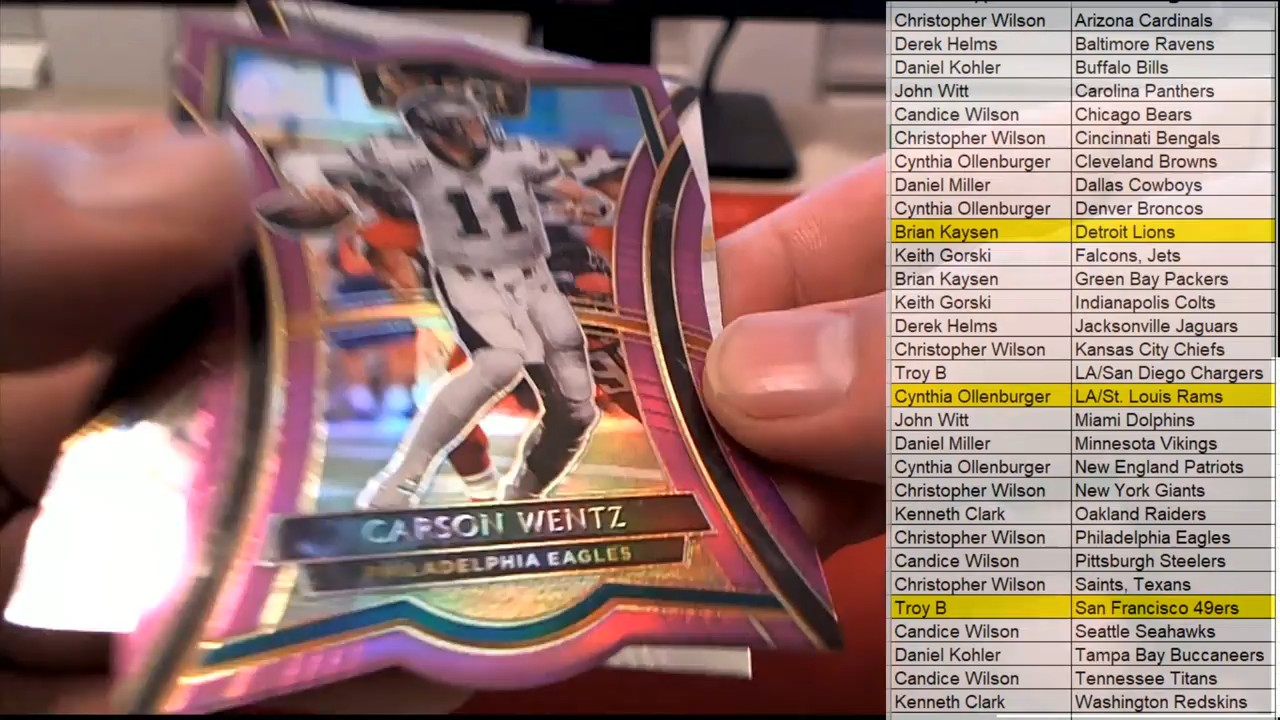 11
CARSON WENTZ
PHILADELPHIA EAGLES
Christopher Wilson Arizona Cardinals
Derek Helms Baltimore Ravens
Daniel Kohler Buffalo Bills
John Witt Carolina Panthers
Candice Wilson Chicago Bears
Christopher Wilson Cincinnati Bengals
Cynthia Ollenburger Cleveland Browns
Daniel Miller Dallas Cowboys
Cynthia Ollenburger Denver Broncos
Brian Kaysen Detroit Lions
Keith Gorski Falcons, Jets
Brian Kaysen Green Bay Packers
Keith Gorski Indianapolis Colts
Derek Helms Jacksonville Jaguars
Christopher Wilson Kansas City Chiefs
Troy B LA/San Diego Chargers
Cynthia Ollenburger LA/St. Louis Rams
John Witt Miami Dolphins
Daniel Miller Minnesota Vikings
Cynthia Ollenburger New England Patriots
Christopher Wilson New York Giants
Kenneth Clark Oakland Raiders
Christopher Wilson Philadelphia Eagles
Candice Wilson Pittsburgh Steelers
Christopher Wilson Saints, Texans
Troy B San Francisco 49ers
Candice Wilson Seattle Seahawks
Daniel Kohler Tampa Bay Buccaneers
Candice Wilson Tennessee Titans
Kenneth Clark Washington Redskins